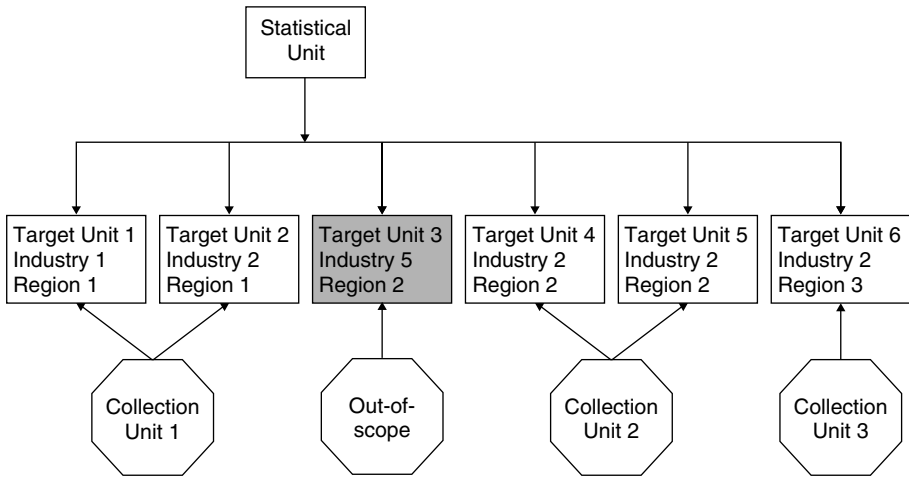 Statistical
Unit
Target Unit 1
Industry 1
Region 1
Target Unit 2
Industry 2
Region 1
Target Unit 3
Industry 5
Region 2
Target Unit 4
Industry 2
Region 2
Target Unit 5
Industry 2
Region 2
Target Unit 6
Industry 2
Region 3
Collection
Unit 1
Out-of-
scope
Collection
Unit 2
Collection
Unit 3